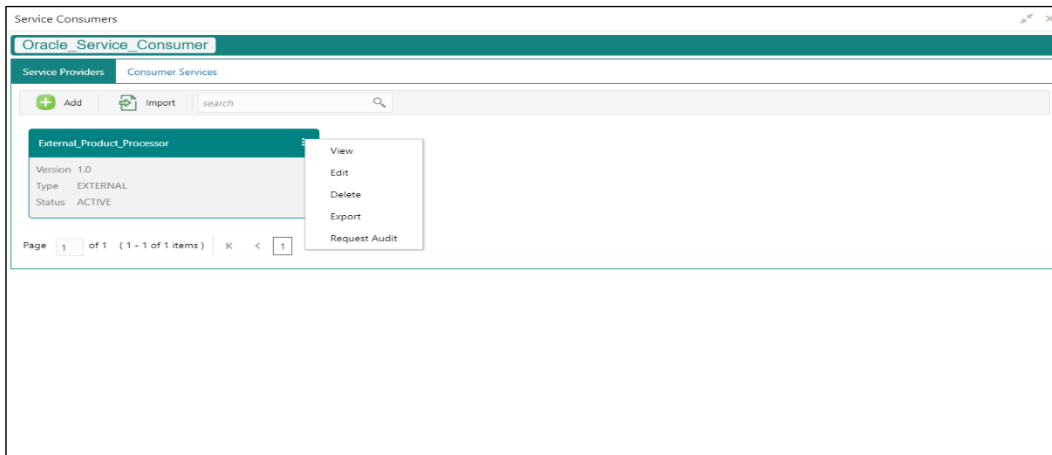 Service Consumers
Oracle_Service_Consumer
Service Providers Consumer Services
Add Import search
External_Product_Processor
Version 1.0
Type EXTERNAL
Status ACTIVE
View
Edit
Delete
Export
Request Audit
Page 1 of 1 ( 1 - 1 of 1 items ) K < 1